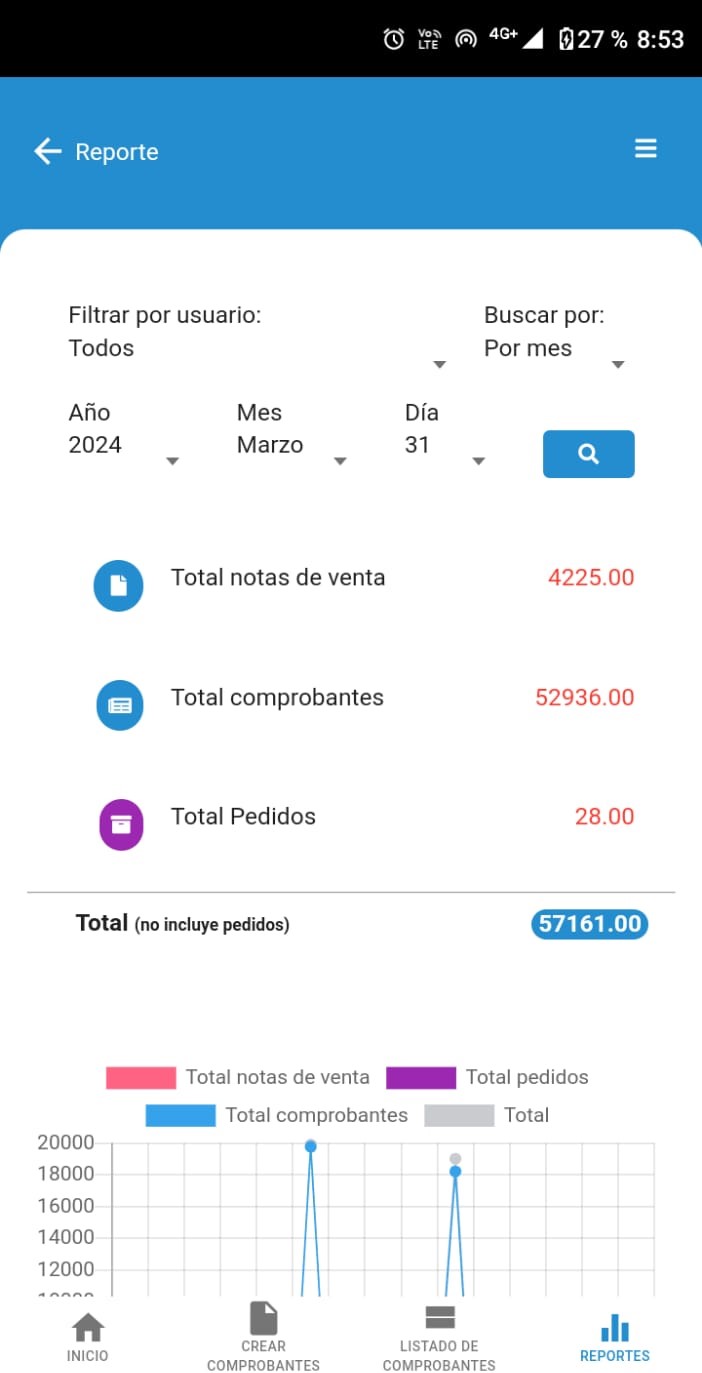 Vo LTE 4G+ 27 % 8:53
Reporte
Filtrar por usuario: Buscar por:
Todos Por mes
Año Mes Día
2024 Marzo 31
Total notas de venta 4225.00
Total comprobantes 52936.00
Total Pedidos 28.00
Total (no incluye pedidos) 57161.00
Total notas de venta Total pedidos
Total comprobantes Total
20000
18000
16000
14000
12000
INICIO CREAR COMPROBANTES LISTADO DE COMPROBANTES REPORTES